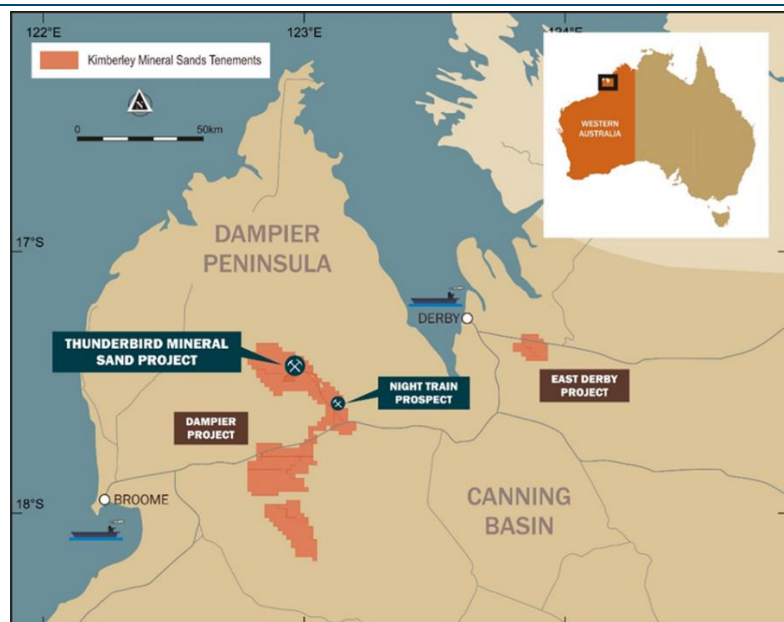 122°E
123°E
124°E
Kimberley Mineral Sands Tenements
0
50km
WESTERN
AUSTRALIA
17°S
DAMPIER
PENINSULA
DERBY
THUNDERBIRD MINERAL
SAND PROJECT
NIGHT TRAIN
PROSPECT
EAST DERBY
PROJECT
DAMPIER
PROJECT
BROOME
18°S
CANNING
BASIN